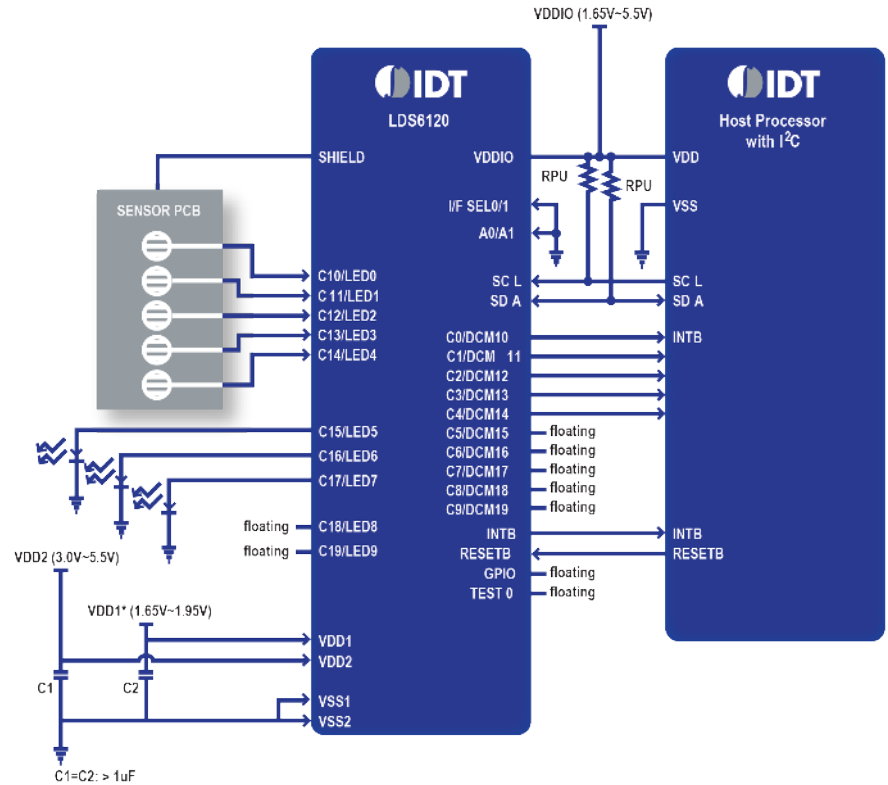 VDDIO (1.65V~5.5V)
IDT
LDS6120
IDT
Host Processor
with I²C
SHIELD
VDDIO
RPU
RPU
VDD
SENSOR PCB
I/F SEL0/1
A0/A1
VSS
C10/LED0
C11/LED1
C12/LED2
C13/LED3
C14/LED4
SC L
SD A
SC L
SD A
C0/DCM10
C1/DCM 11
C2/DCM12
C3/DCM13
C4/DCM14
INTB
C5/DCM15 floating
C6/DCM16 floating
C7/DCM17 floating
C8/DCM18 floating
C9/DCM19 floating
C15/LED5
C16/LED6
C17/LED7
floating C18/LED8
floating C19/LED9
INTB
RESETB
GPIO floating
TEST 0 floating
INTB
RESETB
VDD2 (3.0V~5.5V)
VDD1* (1.65V~1.95V)
VDD1
VDD2
C1
C2
VSS1
VSS2
C1=C2: > 1uF